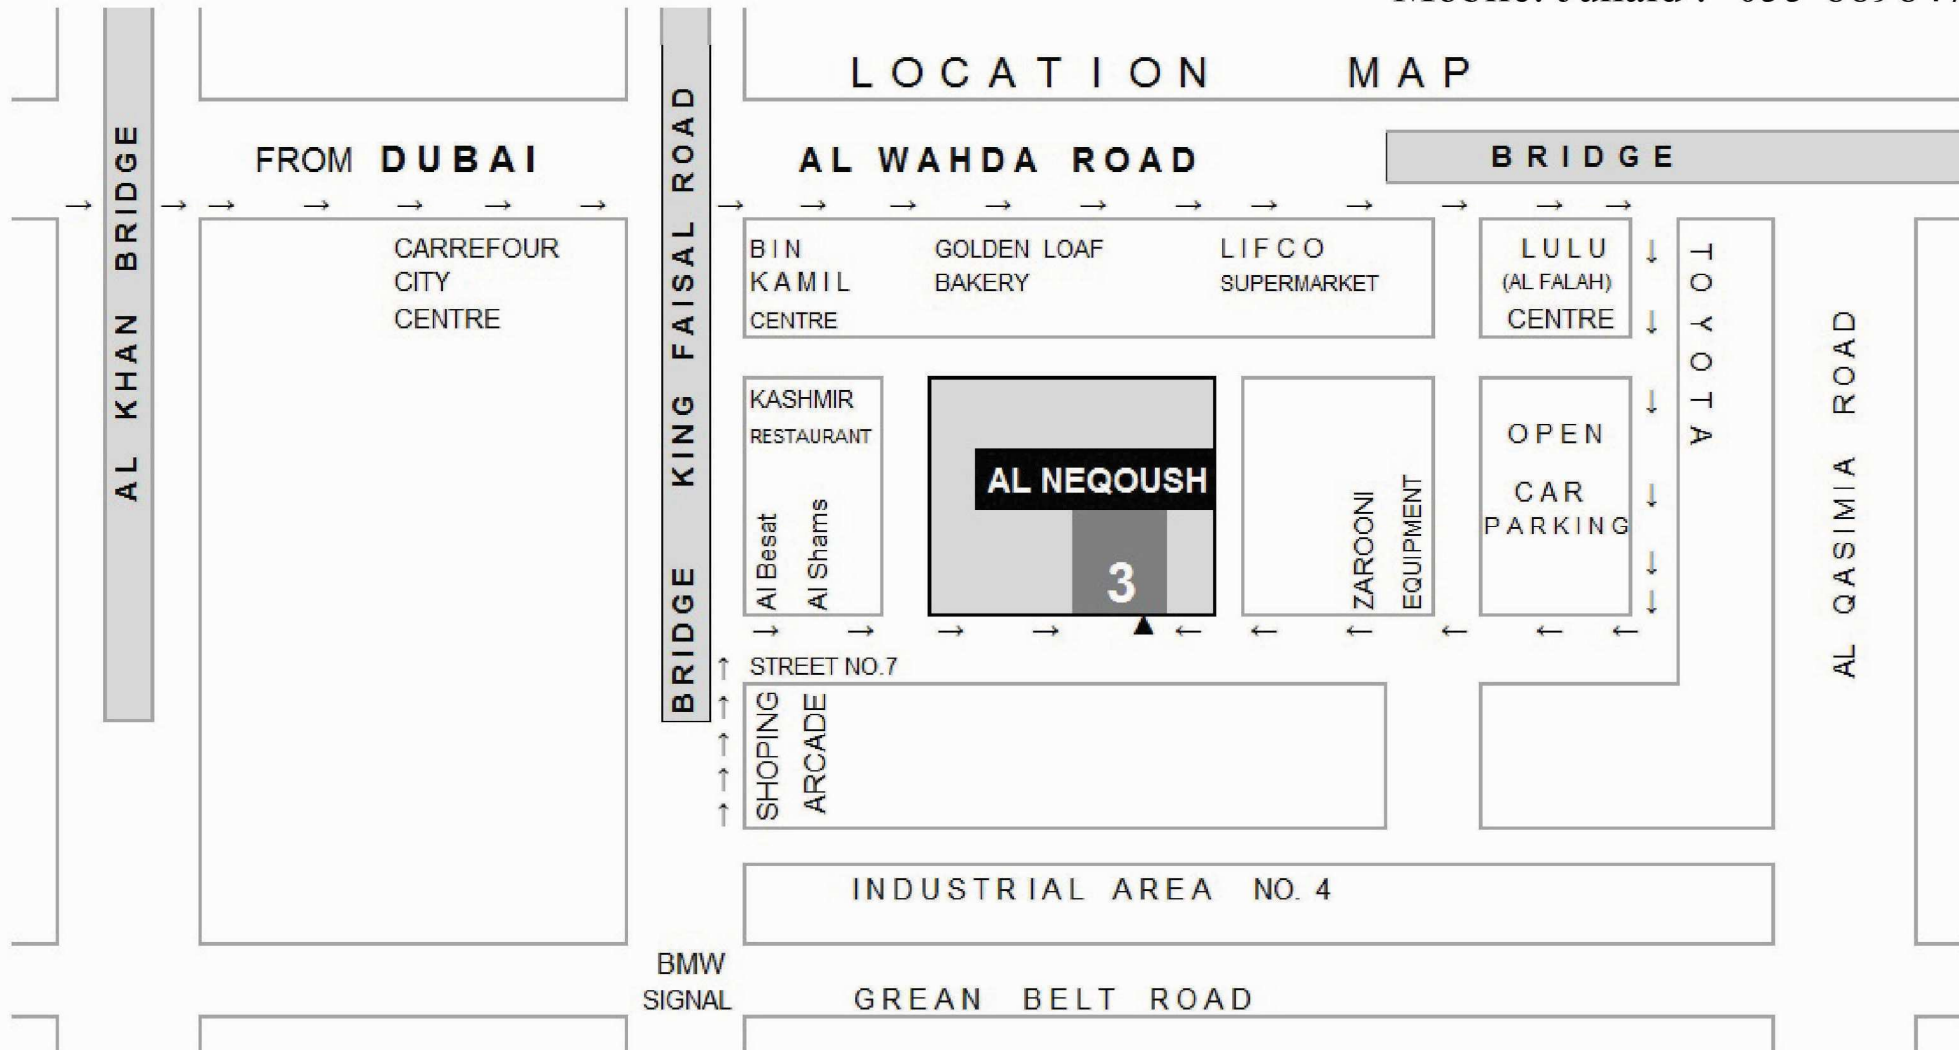 LOCATION MAP
AL KHAN BRIDGE
FROM DUBAI
BRIDGE KING FAISAL ROAD
AL WAHDA ROAD
BRIDGE
→ → → → → → → → → → → → → → → → → →
CARREFOUR
CITY
CENTRE
BIN
KAMIL
CENTRE
GOLDEN LOAF
BAKERY
LIFCO
SUPERMARKET
LULU
(AL FALAH)
CENTRE
TOYOTA
AL QASIMIA ROAD
KASHMIR
RESTAURANT
Al Besat
Al Shams
AL NEQOUSH
3
ZAROONI
EQUIPMENT
OPEN
CAR
PARKING
STREET NO.7
SHOPING
ARCADE
INDUSTRIAL AREA NO. 4
BMW
SIGNAL
GREAN BELT ROAD